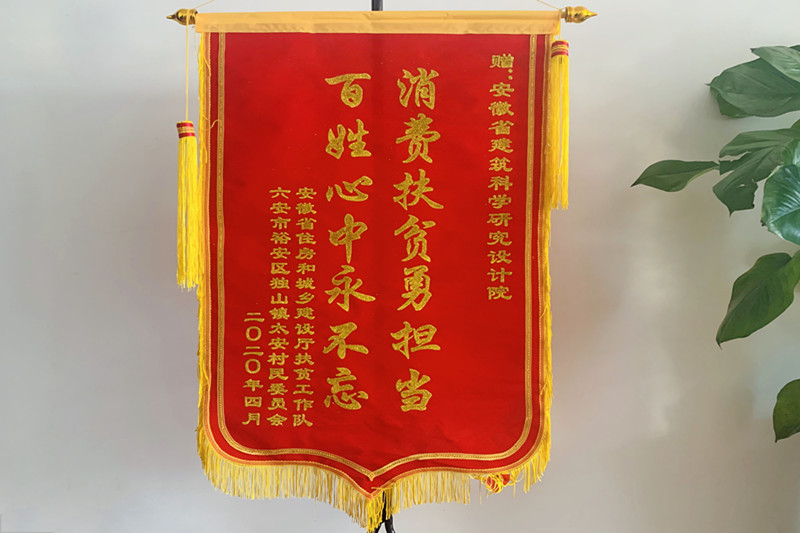 赠：安徽省建筑科学研究设计院
消费扶贫勇担当
百姓心中永不忘
安徽省住房和城乡建设厅扶贫工作队
六安市裕安区独山镇太安村民委员会
二〇二〇年四月